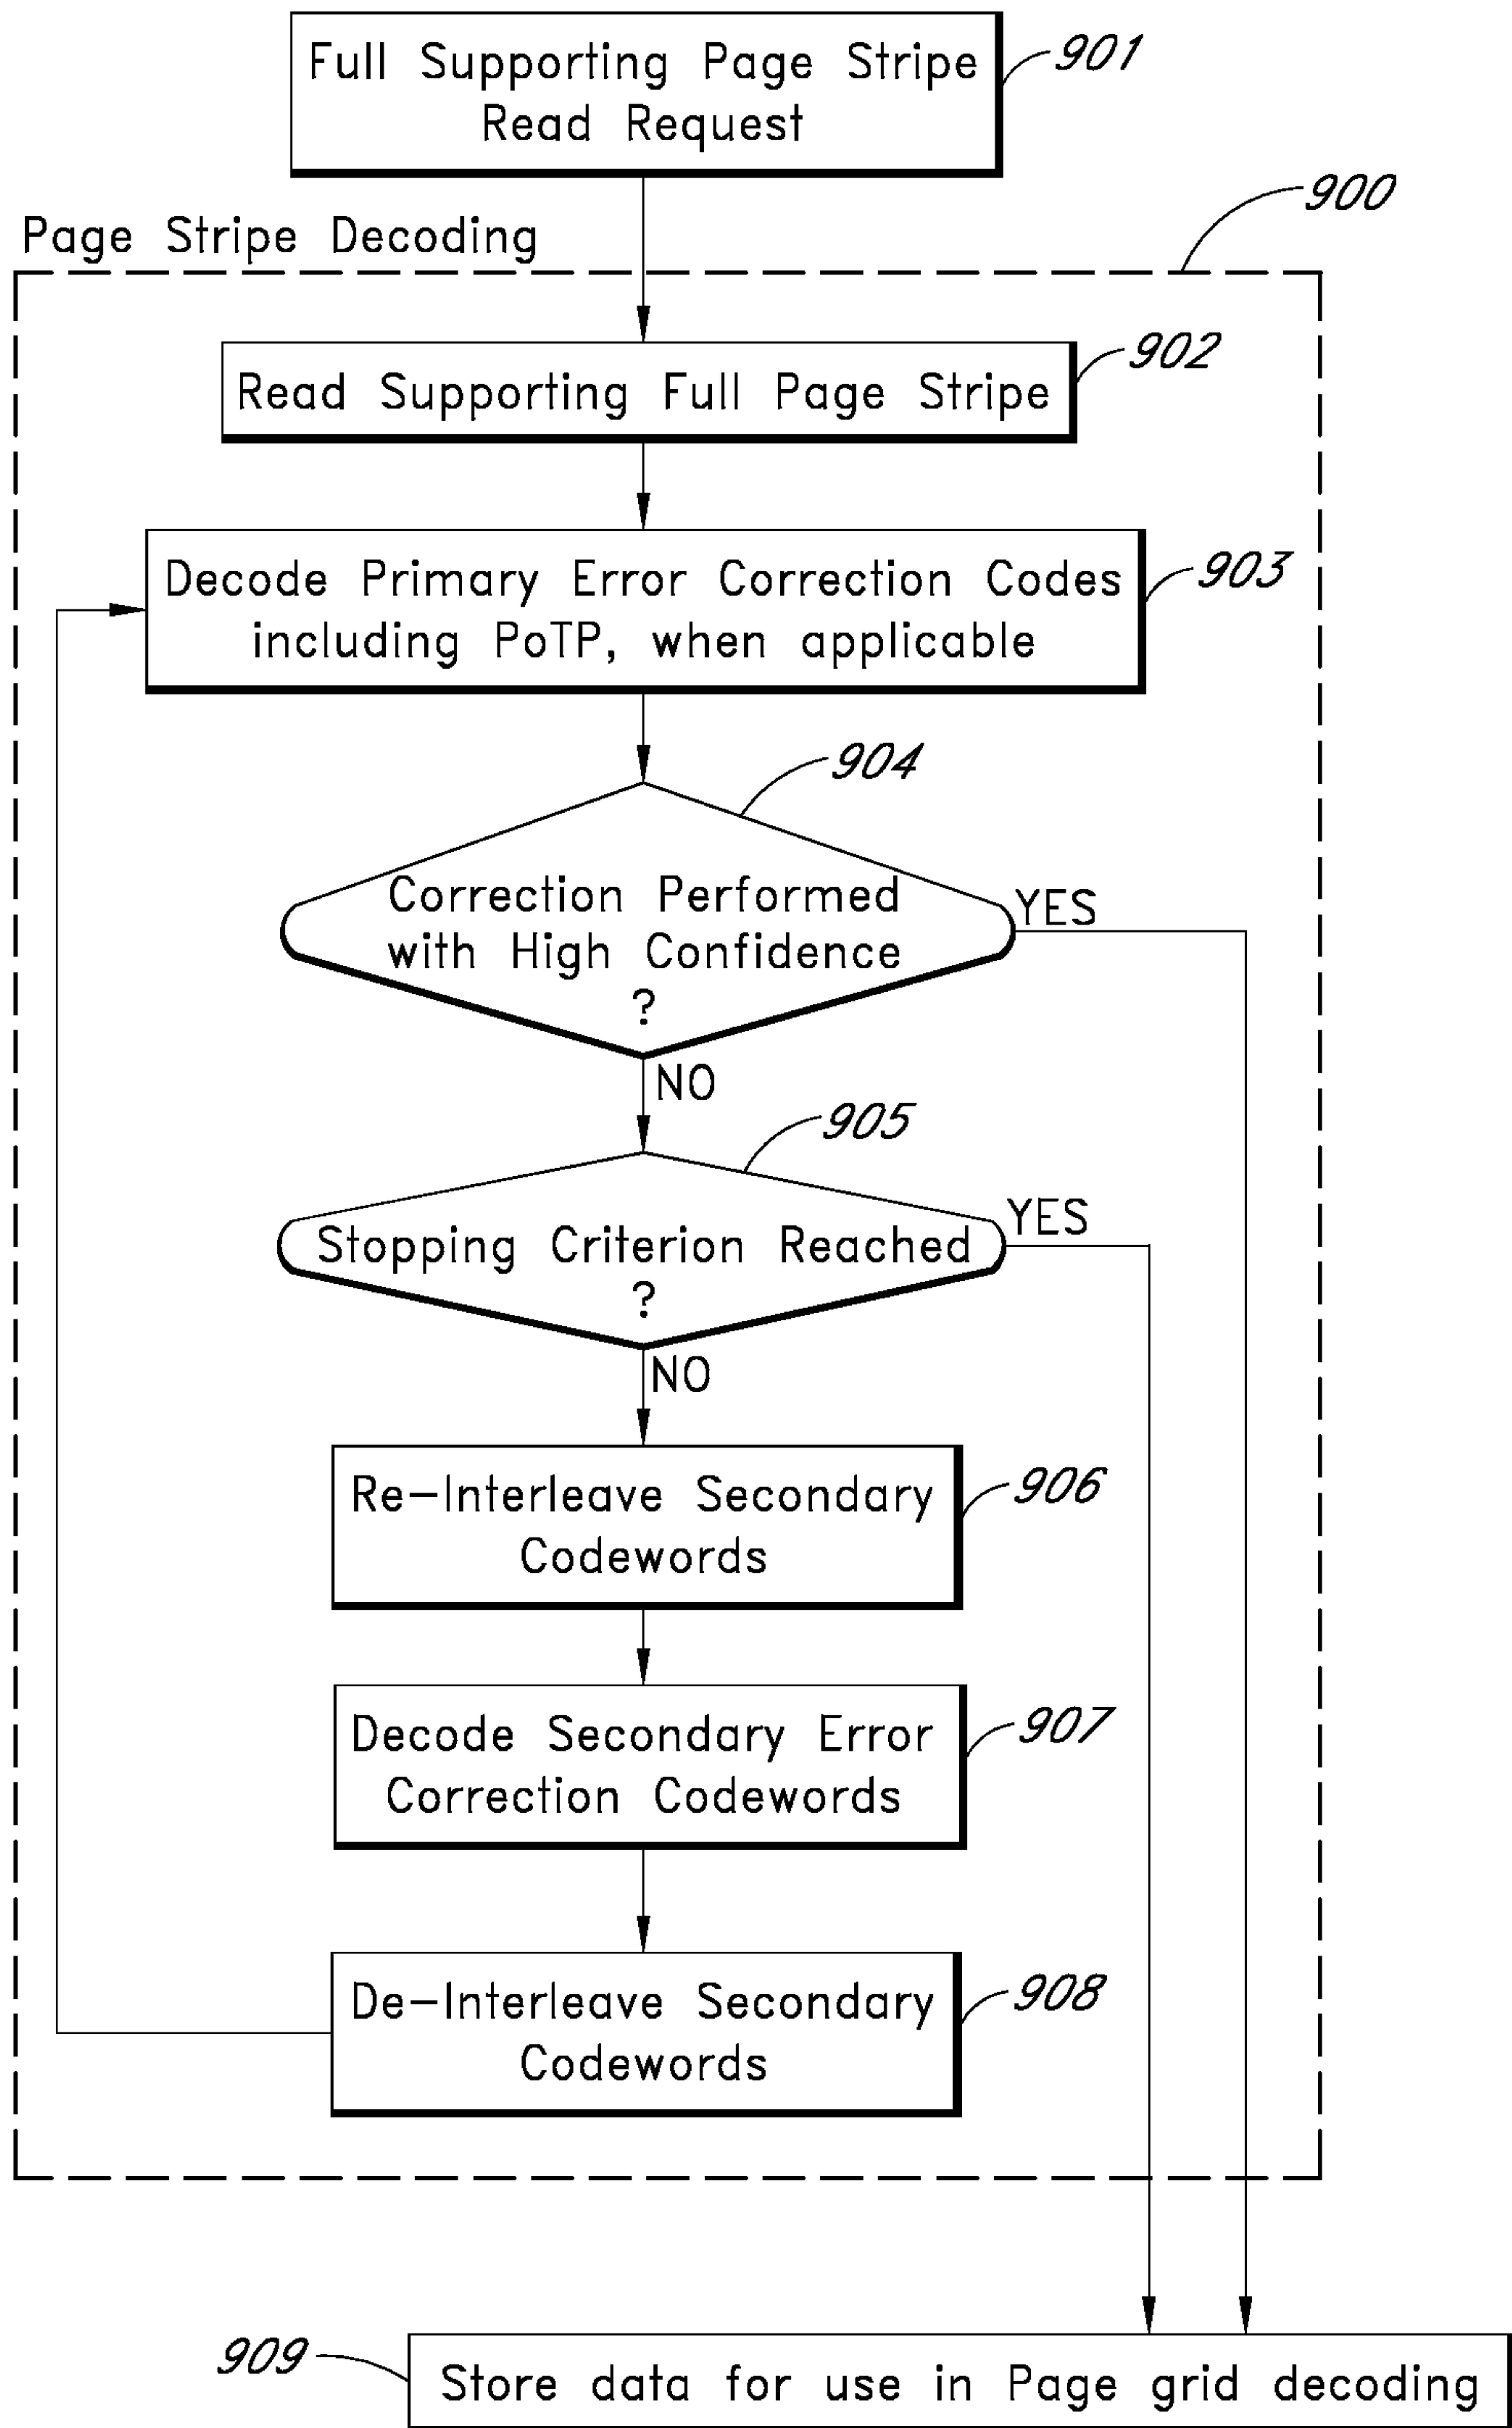 Full Supporting Page Stripe
Read Request
901
900
Page Stripe Decoding
902
Read Supporting Full Page Stripe
903
Decode Primary Error Correction Codes
including PoTP, when applicable
904
Correction Performed
with High Confidence
?
YES
NO
905
Stopping Criterion Reached
?
YES
NO
Re-Interleave Secondary
Codewords
906
Decode Secondary Error
Correction Codewords
907
De-Interleave Secondary
Codewords
908
909
Store data for use in Page grid decoding